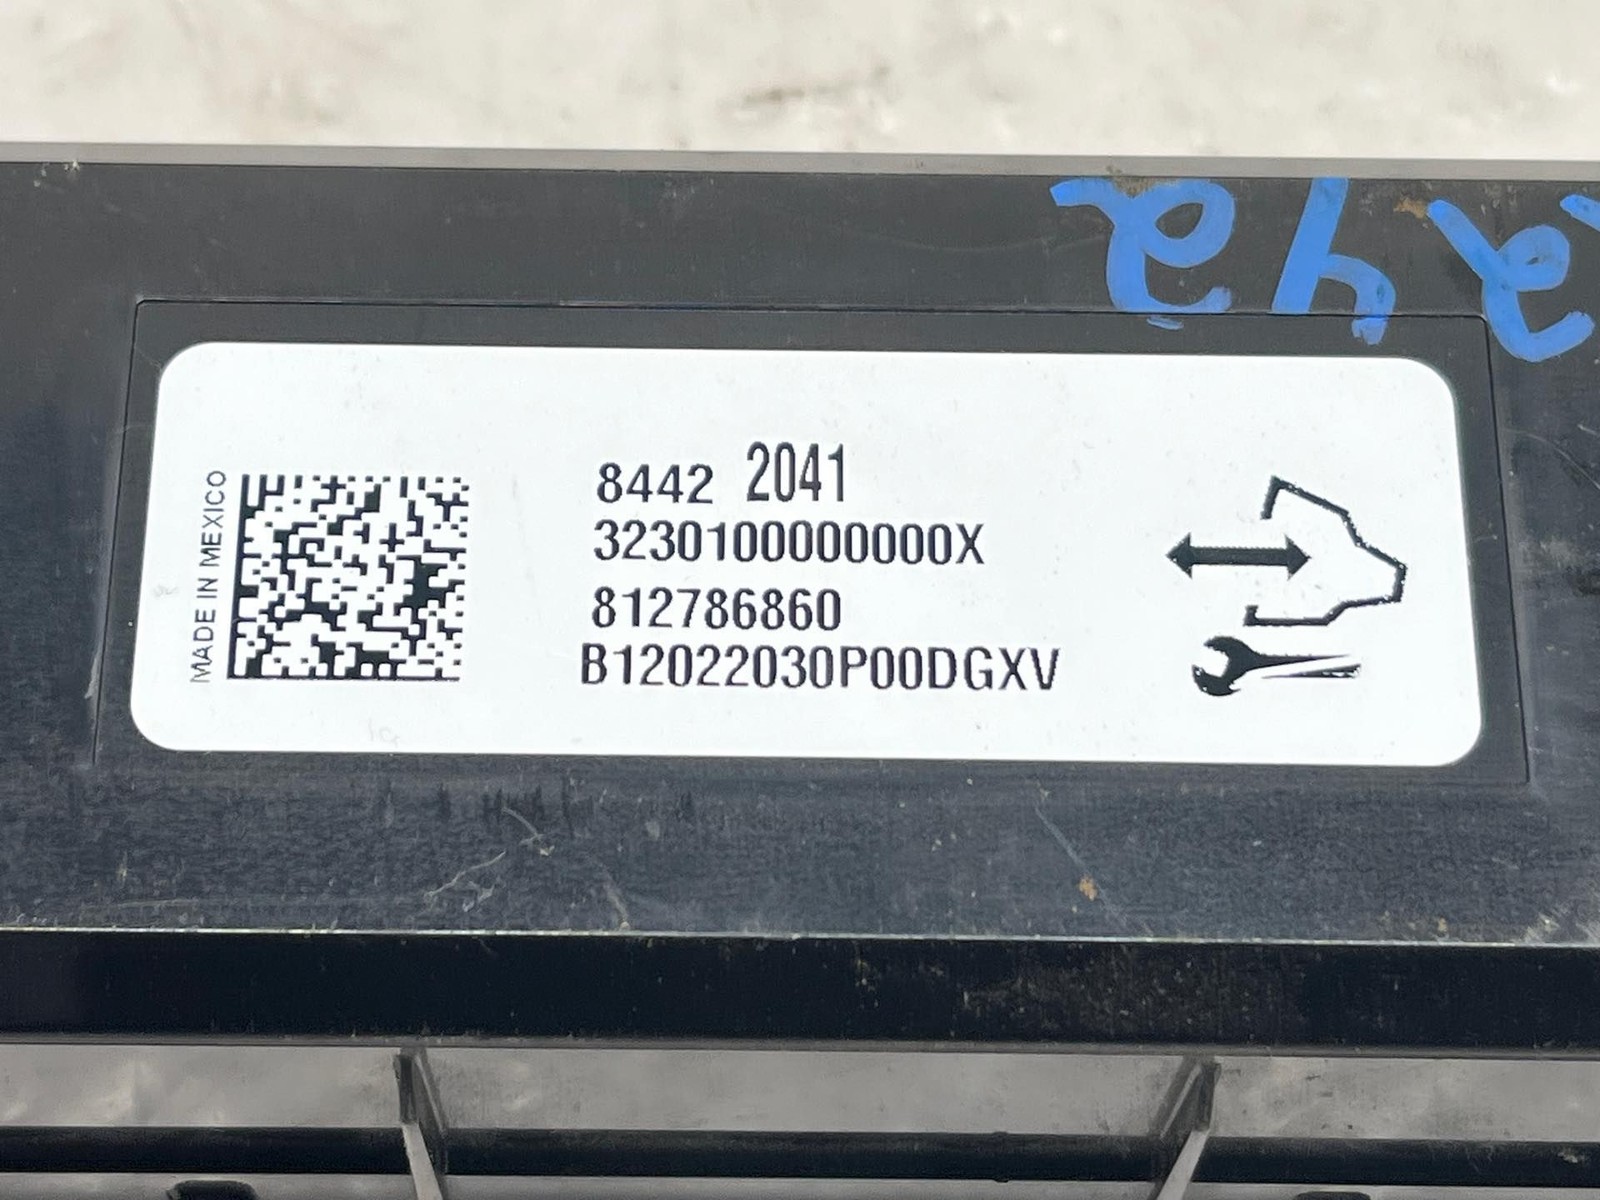 8442 2041
3230100000000X
812786860
B12022030P00DGXV
MADE IN MEXICO